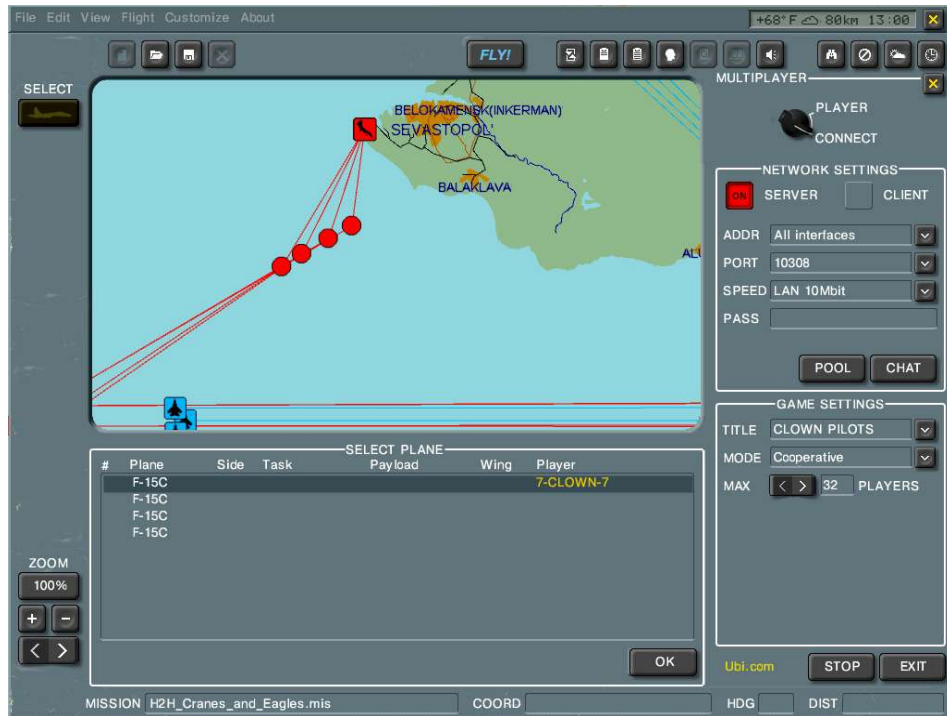 File Edit View Flight Customize About
+68°F 80km 13:00
FLY!
SELECT
MULTIPLAYER
PLAYER
CONNECT
BELOKAMENSK(INKERMAN)
SEVASTOPOL'
BALAKLAVA
ALU
NETWORK SETTINGS
ON SERVER CLIENT
ADDR All interfaces
PORT 10308
SPEED LAN 10Mbit
PASS
POOL CHAT
GAME SETTINGS
TITLE CLOWN PILOTS
MODE Cooperative
MAX < > 32 PLAYERS
SELECT PLANE
# Plane Side Task Payload Wing Player
F-15C 7-CLOWN-7
F-15C
F-15C
F-15C
ZOOM
100%
+ -
< >
OK
Ubi.com STOP EXIT
MISSION H2H_Cranes_and_Eagles.mis COORD HDG DIST